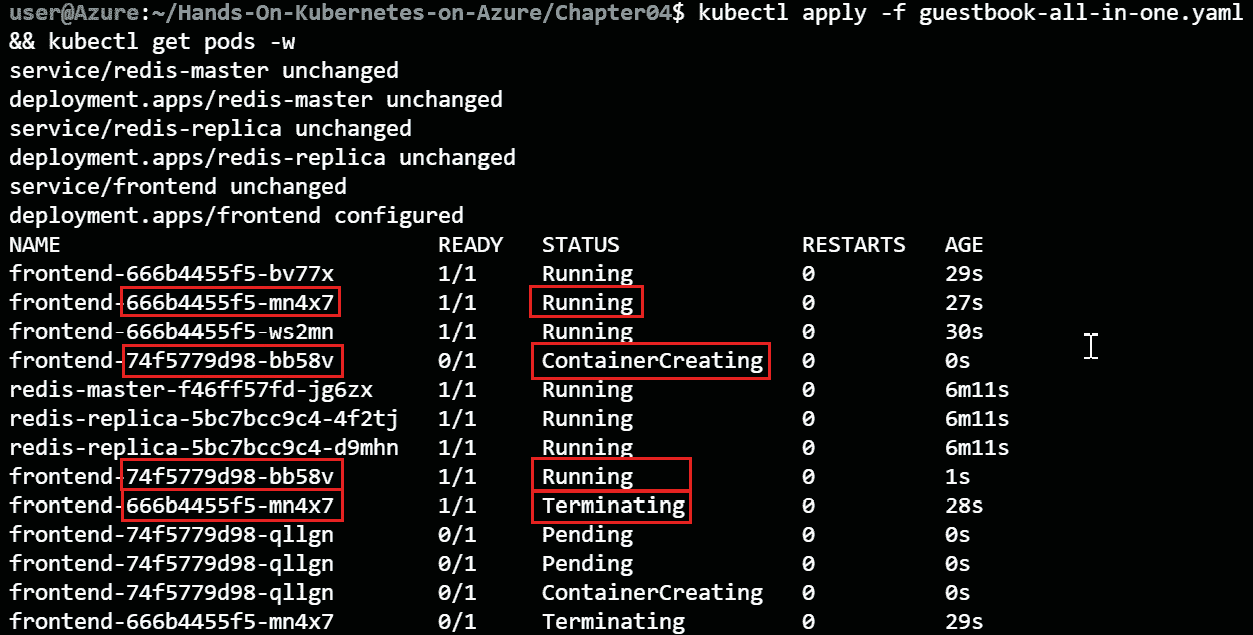 user@Azure:~/Hands-On-Kubernetes-on-Azure/Chapter04$ kubectl apply -f guestbook-all-in-one.yaml
&& kubectl get pods -w
service/redis-master unchanged
deployment.apps/redis-master unchanged
service/redis-replica unchanged
deployment.apps/redis-replica unchanged
service/frontend unchanged
deployment.apps/frontend configured
NAME READY STATUS RESTARTS AGE
frontend-666b4455f5-bv77x 1/1 Running 0 29s
frontend-666b4455f5-mn4x7 1/1 Running 0 27s
frontend-666b4455f5-ws2mn 1/1 Running 0 30s
frontend-74f5779d98-bb58v 0/1 ContainerCreating 0 0s
redis-master-f46ff57fd-jg6zx 1/1 Running 0 6m11s
redis-replica-5bc7bcc9c4-4f2tj 1/1 Running 0 6m11s
redis-replica-5bc7bcc9c4-d9mhn 1/1 Running 0 6m11s
frontend-74f5779d98-bb58v 1/1 Running 0 1s
frontend-666b4455f5-mn4x7 1/1 Terminating 0 28s
frontend-74f5779d98-qllgn 0/1 Pending 0 0s
frontend-74f5779d98-qllgn 0/1 Pending 0 0s
frontend-74f5779d98-qllgn 0/1 ContainerCreating 0 0s
frontend-666b4455f5-mn4x7 0/1 Terminating 0 29s